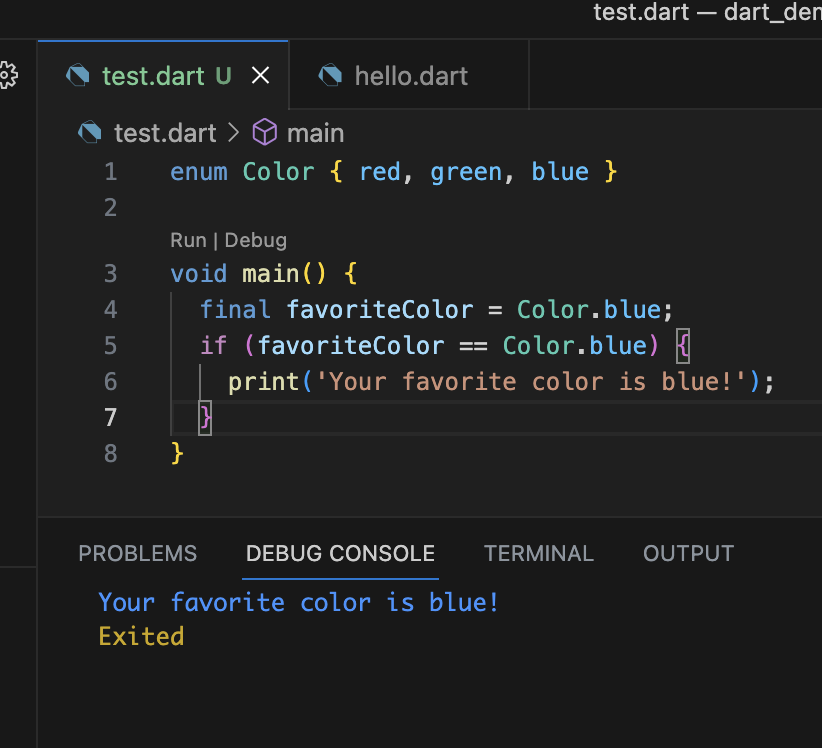 test.dart — dart_den
test.dart U
hello.dart
test.dart > main
1 enum Color { red, green, blue }
2
Run | Debug
3 void main() {
4   final favoriteColor = Color.blue;
5   if (favoriteColor == Color.blue) {
6     print('Your favorite color is blue!');
7   }
8 }
PROBLEMS DEBUG CONSOLE TERMINAL OUTPUT
Your favorite color is blue!
Exited